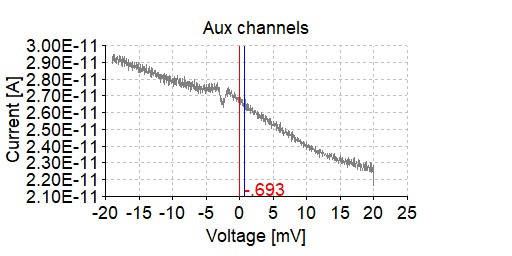 Aux channels
Current [A]
3.00E-11
2.90E-11
2.80E-11
2.70E-11
2.60E-11
2.50E-11
2.40E-11
2.30E-11
2.20E-11
2.10E-11
-.693
-20 -15 -10 -5 0 5 10 15 20 25
Voltage [mV]